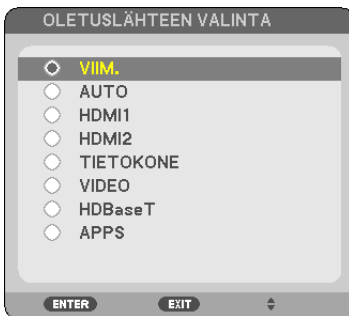 OLETUSLÄHTEEN VALINTA
VIIM.
AUTO
HDMI1
HDMI2
TIETOKONE
VIDEO
HDBaseT
APPS
ENTER EXIT